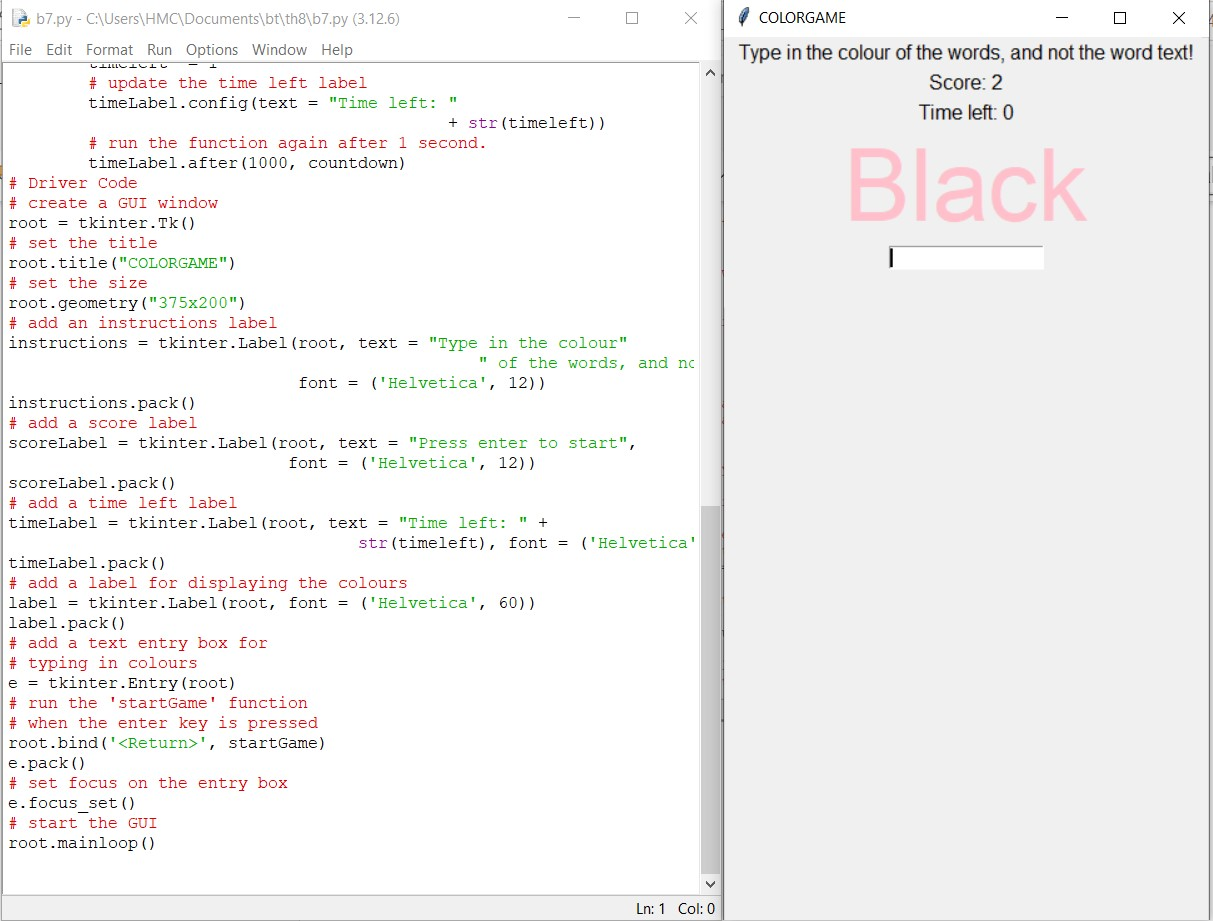 b7.py - C:\Users\HMC\Documents\bt\th8\b7.py (3.12.6)
File Edit Format Run Options Window Help
# update the time left label
timeLabel.config(text = "Time left: "
+ str(timeleft))
# run the function again after 1 second.
timeLabel.after(1000, countdown)
# Driver Code
# create a GUI window
root = tkinter.Tk()
# set the title
root.title("COLORGAME")
# set the size
root.geometry("375x200")
# add an instructions label
instructions = tkinter.Label(root, text = "Type in the colour"
" of the words, and no
font = ('Helvetica', 12))
instructions.pack()
# add a score label
scoreLabel = tkinter.Label(root, text = "Press enter to start",
font = ('Helvetica', 12))
scoreLabel.pack()
# add a time left label
timeLabel = tkinter.Label(root, text = "Time left: " +
str(timeleft), font = ('Helvetica'
timeLabel.pack()
# add a label for displaying the colours
label = tkinter.Label(root, font = ('Helvetica', 60))
label.pack()
# add a text entry box for
# typing in colours
e = tkinter.Entry(root)
# run the 'startGame' function
# when the enter key is pressed
root.bind('<Return>', startGame)
e.pack()
# set focus on the entry box
e.focus_set()
# start the GUI
root.mainloop()
Ln: 1 Col: 0
COLORGAME
Type in the colour of the words, and not the word text!
Score: 2
Time left: 0
Black